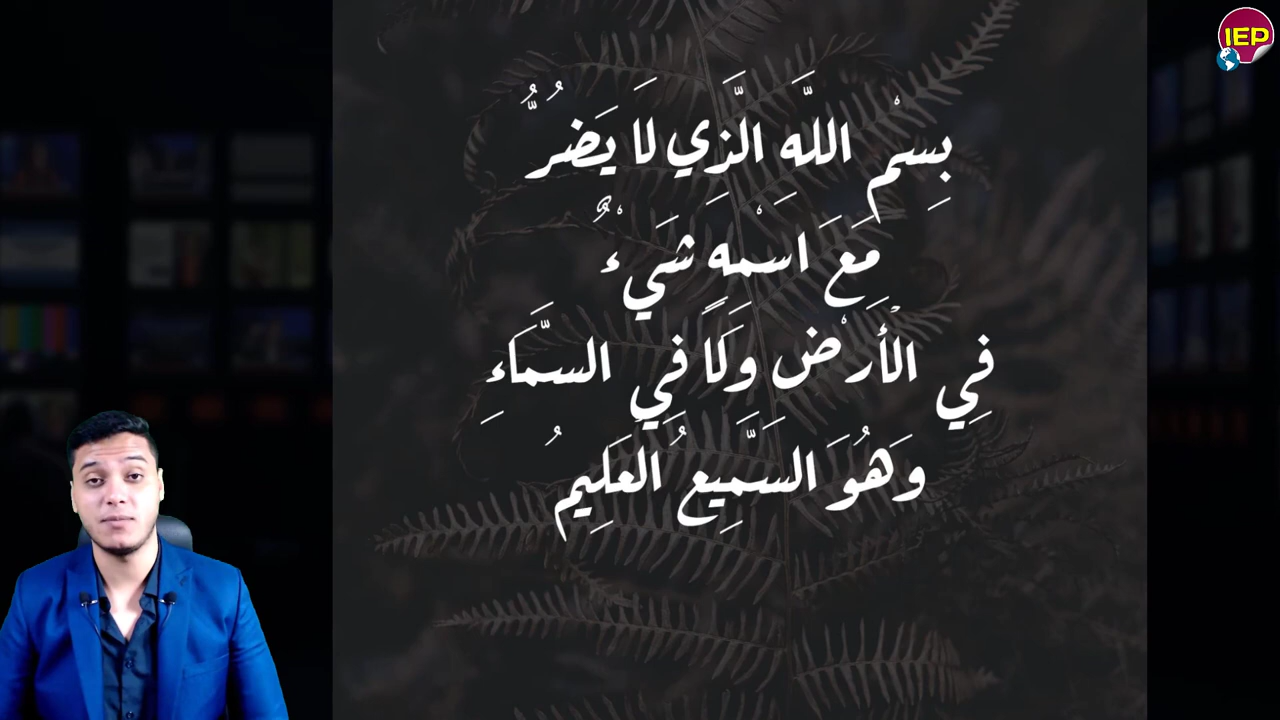 بِسِْم اللَّهِ الَّذِي لَا يَضُرُّ
مَعَ اسْمِهِ شَيْءٌ
فِي الْأَرْضِ وَلَا فِي السَّمَاءِ
وَهُوَ السَّمِيعُ الْعَلِيمُ
IEP